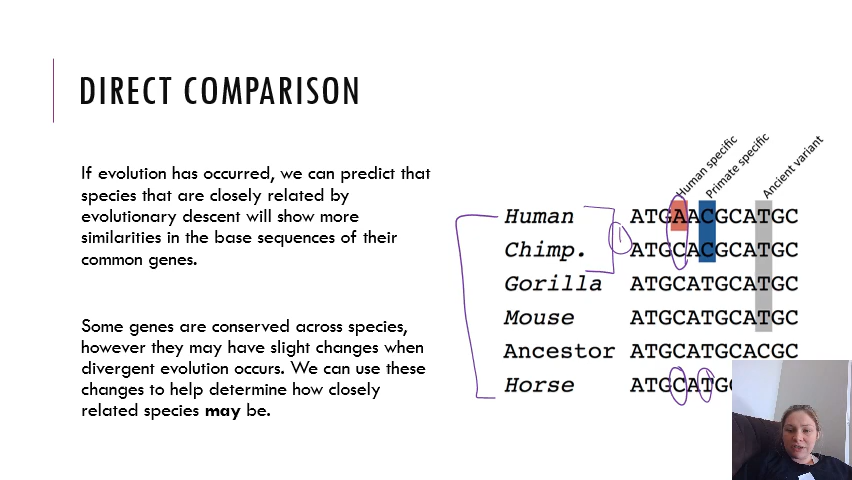 DIRECT COMPARISON
If evolution has occurred, we can predict that
species that are closely related by
evolutionary descent will show more
similarities in the base sequences of their
common genes.
Some genes are conserved across species,
however they may have slight changes when
divergent evolution occurs. We can use these
changes to help determine how closely
related species may be.
Human specific
Primate specific
Ancient variant
Human ATGAACGCATGC
Chimp. ATGCACGCATGC
Gorilla ATGCATGCATGC
Mouse ATGCATGCATGC
Ancestor ATGCATGCACGC
Horse ATGCATG
1